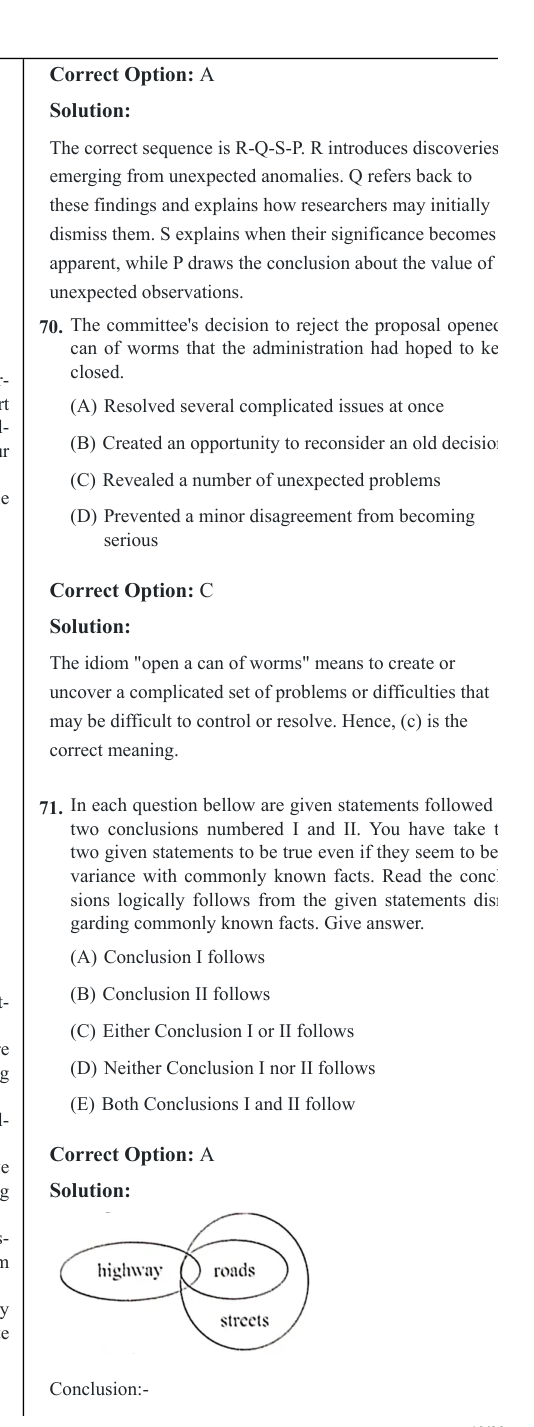 Correct Option: A
Solution:
The correct sequence is R-Q-S-P. R introduces discoveries
emerging from unexpected anomalies. Q refers back to
these findings and explains how researchers may initially
dismiss them. S explains when their significance becomes
apparent, while P draws the conclusion about the value of
unexpected observations.
70. The committee's decision to reject the proposal opened
can of worms that the administration had hoped to ke
closed.
(A) Resolved several complicated issues at once
(B) Created an opportunity to reconsider an old decision
(C) Revealed a number of unexpected problems
(D) Prevented a minor disagreement from becoming
serious
Correct Option: C
Solution:
The idiom "open a can of worms" means to create or
uncover a complicated set of problems or difficulties that
may be difficult to control or resolve. Hence, (c) is the
correct meaning.
71. In each question bellow are given statements followed
two conclusions numbered I and II. You have take t
two given statements to be true even if they seem to be
variance with commonly known facts. Read the concl
sions logically follows from the given statements dis
garding commonly known facts. Give answer.
(A) Conclusion I follows
(B) Conclusion II follows
(C) Either Conclusion I or II follows
(D) Neither Conclusion I nor II follows
(E) Both Conclusions I and II follow
Correct Option: A
Solution:
highway roads
streets
Conclusion:-